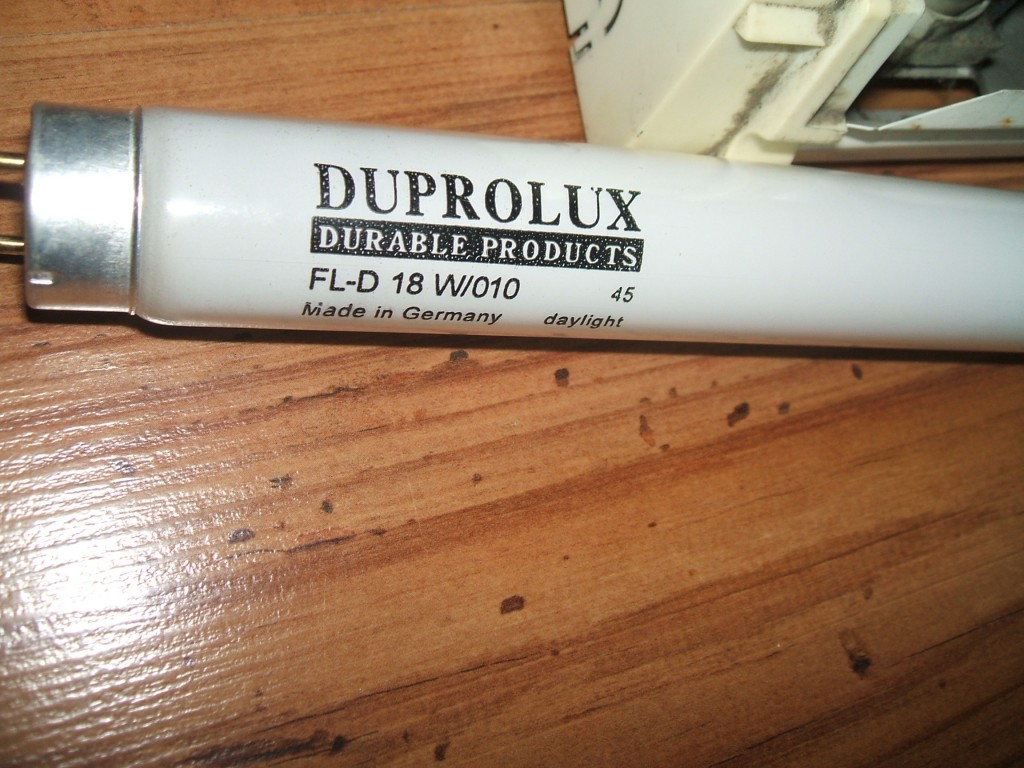 DUPROLUX
DURABLE PRODUCTS
FL-D 18 W/010 45
Made in Germany daylight